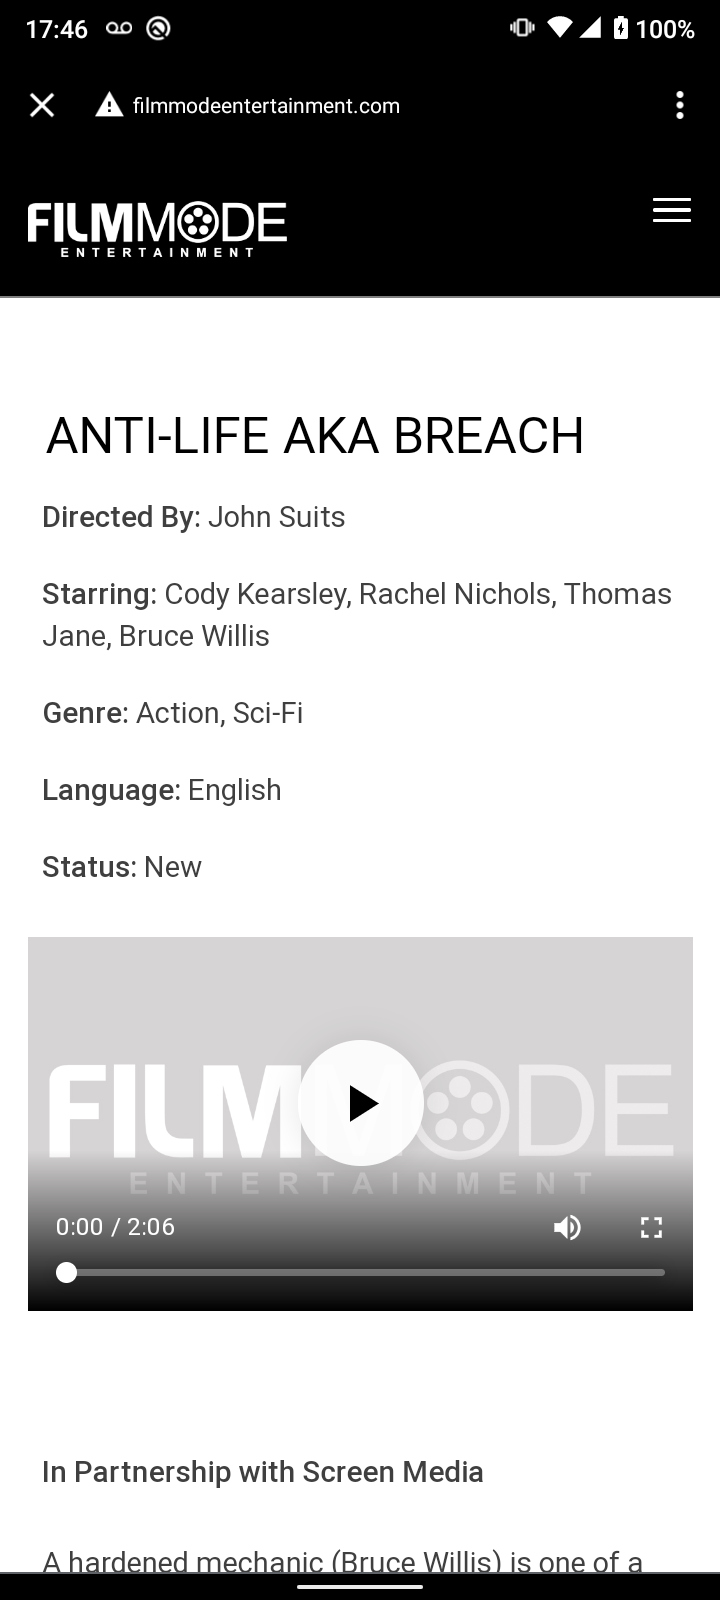 17:46
100%
filmmodeentertainment.com
FILMMODE
ENTERTAINMENT
ANTI-LIFE AKA BREACH
Directed By: John Suits
Starring: Cody Kearsley, Rachel Nichols, Thomas
Jane, Bruce Willis
Genre: Action, Sci-Fi
Language: English
Status: New
FILMMODE
ENTERTAINMENT
0:00 / 2:06
In Partnership with Screen Media
A hardened mechanic (Bruce Willis) is one of a